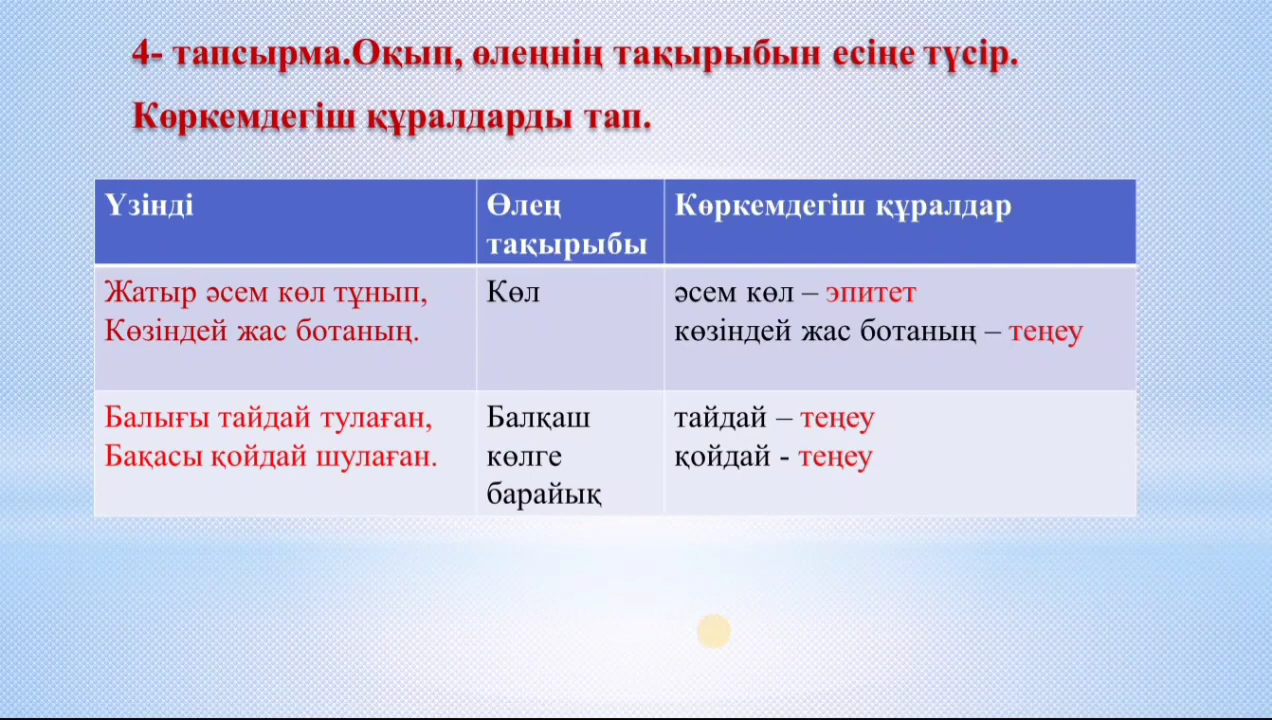 4- тапсырма.Оқып, өлеңнің тақырыбын есіңе түсір.
Көркемдегіш құралдарды тап.
Үзінді
Өлең
тақырыбы
Көркемдегіш құралдар
Жатыр әсем көл тұнып,
Көзіндей жас ботаның.
Көл
әсем көл – эпитет
көзіндей жас ботаның – теңеу
Балығы тайдай тулаған,
Бақасы қойдай шулаған.
Балқаш
көлге
барайық
тайдай – теңеу
қойдай - теңеу